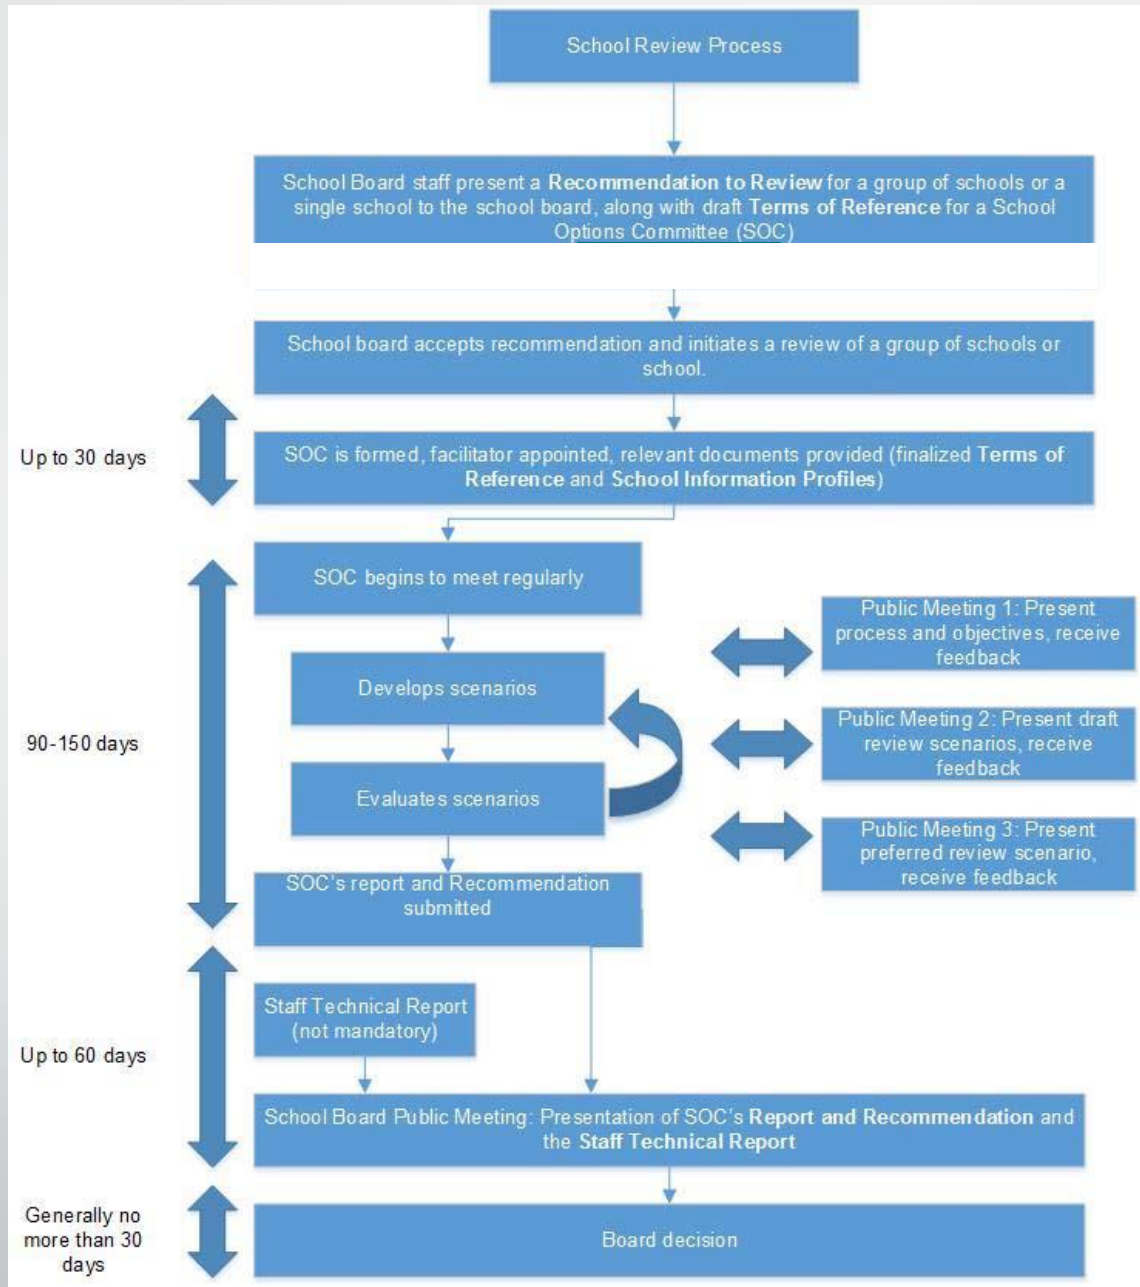 School Review Process
School Board staff present a Recommendation to Review for a group of schools or a
single school to the school board, along with draft Terms of Reference for a School
Options Committee (SOC)
School board accepts recommendation and initiates a review of a group of schools or
school.
Up to 30 days
SOC is formed, facilitator appointed, relevant documents provided (finalized Terms of
Reference and School Information Profiles)
SOC begins to meet regularly
Public Meeting 1: Present
process and objectives, receive
feedback
Develops scenarios
90-150 days
Public Meeting 2: Present draft
review scenarios, receive
feedback
Evaluates scenarios
Public Meeting 3: Present
preferred review scenario,
receive feedback
SOC's report and Recommendation
submitted
Staff Technical Report
(not mandatory)
Up to 60 days
School Board Public Meeting: Presentation of SOC's Report and Recommendation and
the Staff Technical Report
Generally no
more than 30
days
Board decision